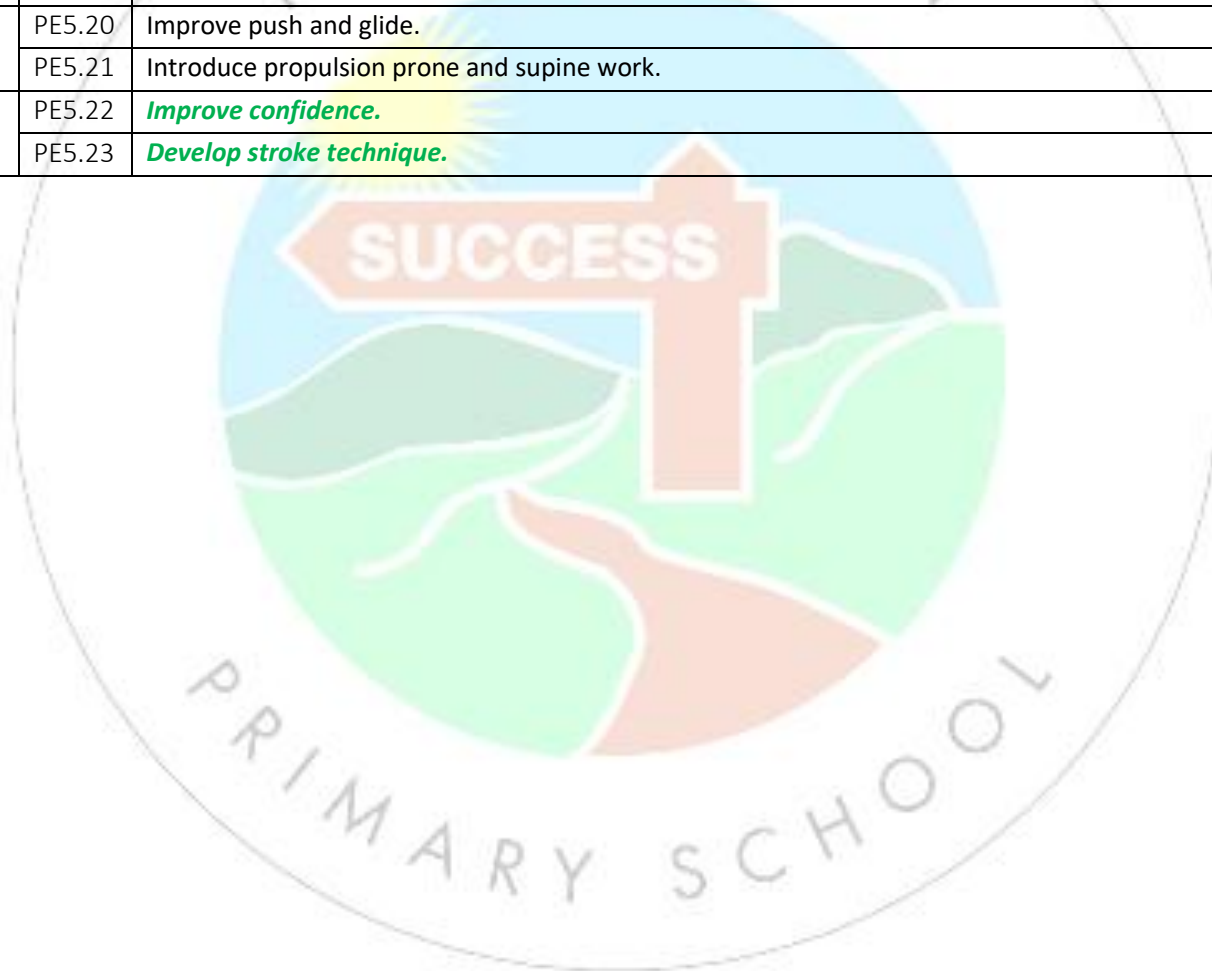 PE5.20 Improve push and glide.
PE5.21 Introduce propulsion prone and supine work.
PE5.22 Improve confidence.
PE5.23 Develop stroke technique.
SUCCESS
PRIMARY SCHOOL